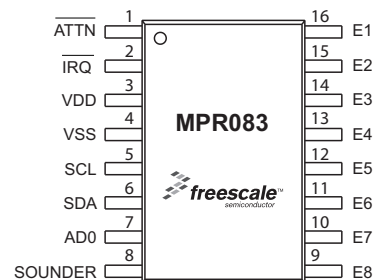 ATTN 1 16 E1
IRQ 2 15 E2
VDD 3 14 E3
VSS 4 MPR083 13 E4
SCL 5 12 E5
SDA 6 freescale™ 11 E6
semiconductor
AD0 7 10 E7
SOUNDER 8 9 E8